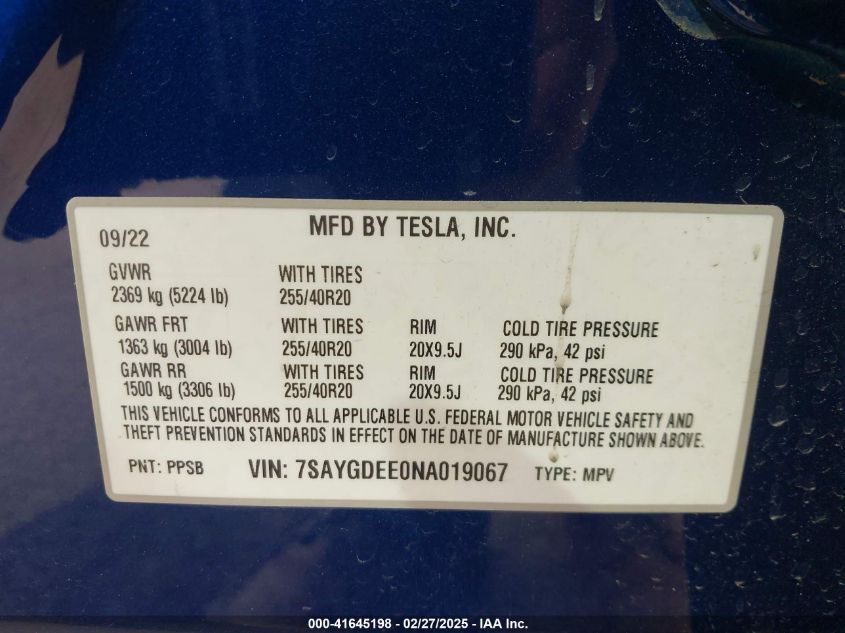 09/22 MFD BY TESLA, INC.
GVWR WITH TIRES
2369 kg (5224 lb) 255/40R20
GAWR FRT WITH TIRES RIM COLD TIRE PRESSURE
1363 kg (3004 lb) 255/40R20 20X9.5J 290 kPa, 42 psi
GAWR RR WITH TIRES RIM COLD TIRE PRESSURE
1500 kg (3306 lb) 255/40R20 20X9.5J 290 kPa, 42 psi
THIS VEHICLE CONFORMS TO ALL APPLICABLE U.S. FEDERAL MOTOR VEHICLE SAFETY AND
THEFT PREVENTION STANDARDS IN EFFECT ON THE DATE OF MANUFACTURE SHOWN ABOVE.
PNT: PPSB VIN: 7SAYGDEE0NA019067 TYPE: MPV
000-41645198 - 02/27/2025 - IAA Inc.